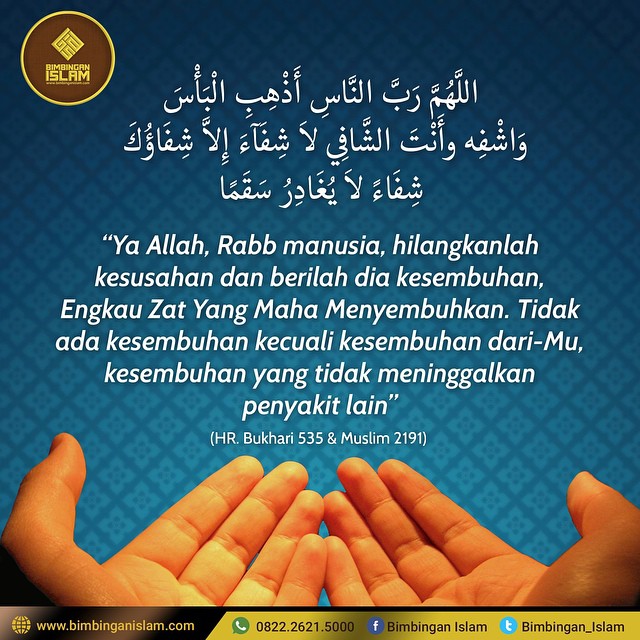 BIMBINGAN
ISLAM
www.bimbinganislam.com
اللَّهُمَّ رَبَّ النَّاسِ أَذْهِبِ الْبَأْسَ
وَاشْفِه وأَنْتَ الشَّافِي لاَ شِفَآءَ إِلاَّ شِفَاؤُكَ
شِفَاءً لاَ يُغَادِرُ سَقَمًا
“Ya Allah, Rabb manusia, hilangkanlah
kesusahan dan berilah dia kesembuhan,
Engkau Zat Yang Maha Menyembuhkan. Tidak
ada kesembuhan kecuali kesembuhan dari-Mu,
kesembuhan yang tidak meninggalkan
penyakit lain”
(HR. Bukhari 535 & Muslim 2191)
www.bimbinganislam.com 0822.2621.5000 Bimbingan Islam Bimbingan_Islam